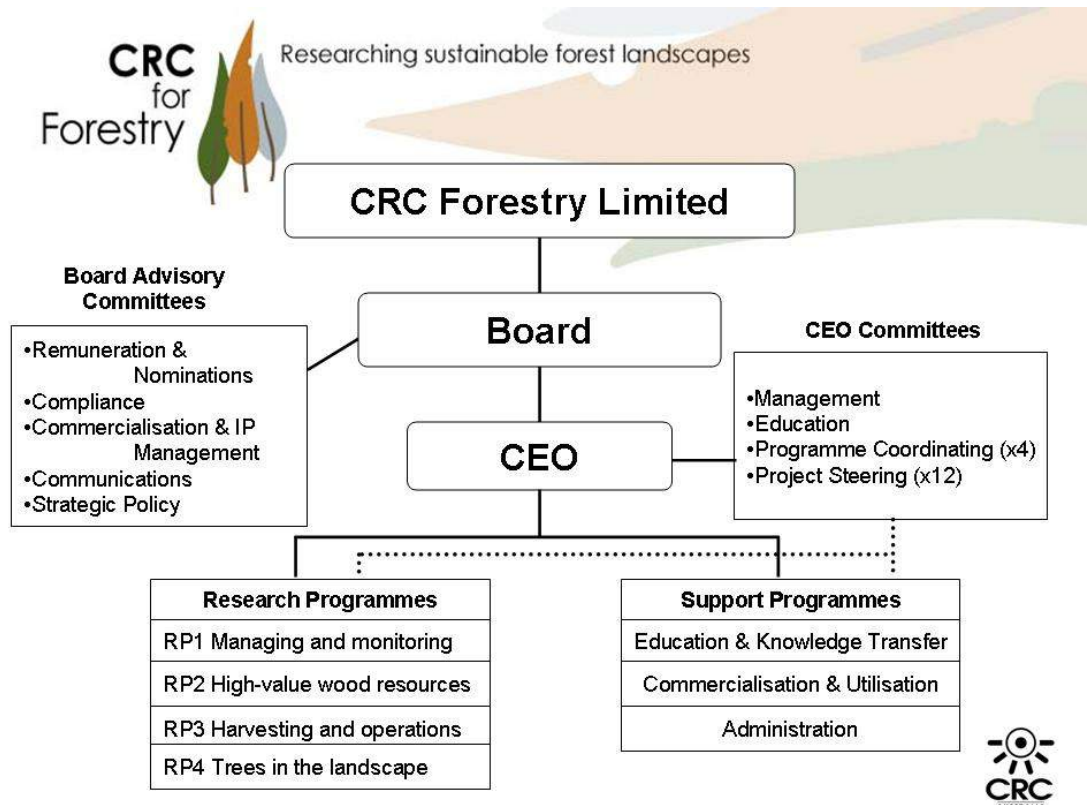 CRC
for
Forestry
Researching sustainable forest landscapes
CRC Forestry Limited
Board Advisory
Committees
•Remuneration &
Nominations
•Compliance
•Commercialisation & IP
Management
•Communications
•Strategic Policy
Board
CEO Committees
•Management
•Education
•Programme Coordinating (x4)
•Project Steering (x12)
CEO
Research Programmes
RP1 Managing and monitoring
RP2 High-value wood resources
RP3 Harvesting and operations
RP4 Trees in the landscape
Support Programmes
Education & Knowledge Transfer
Commercialisation & Utilisation
Administration
CRC